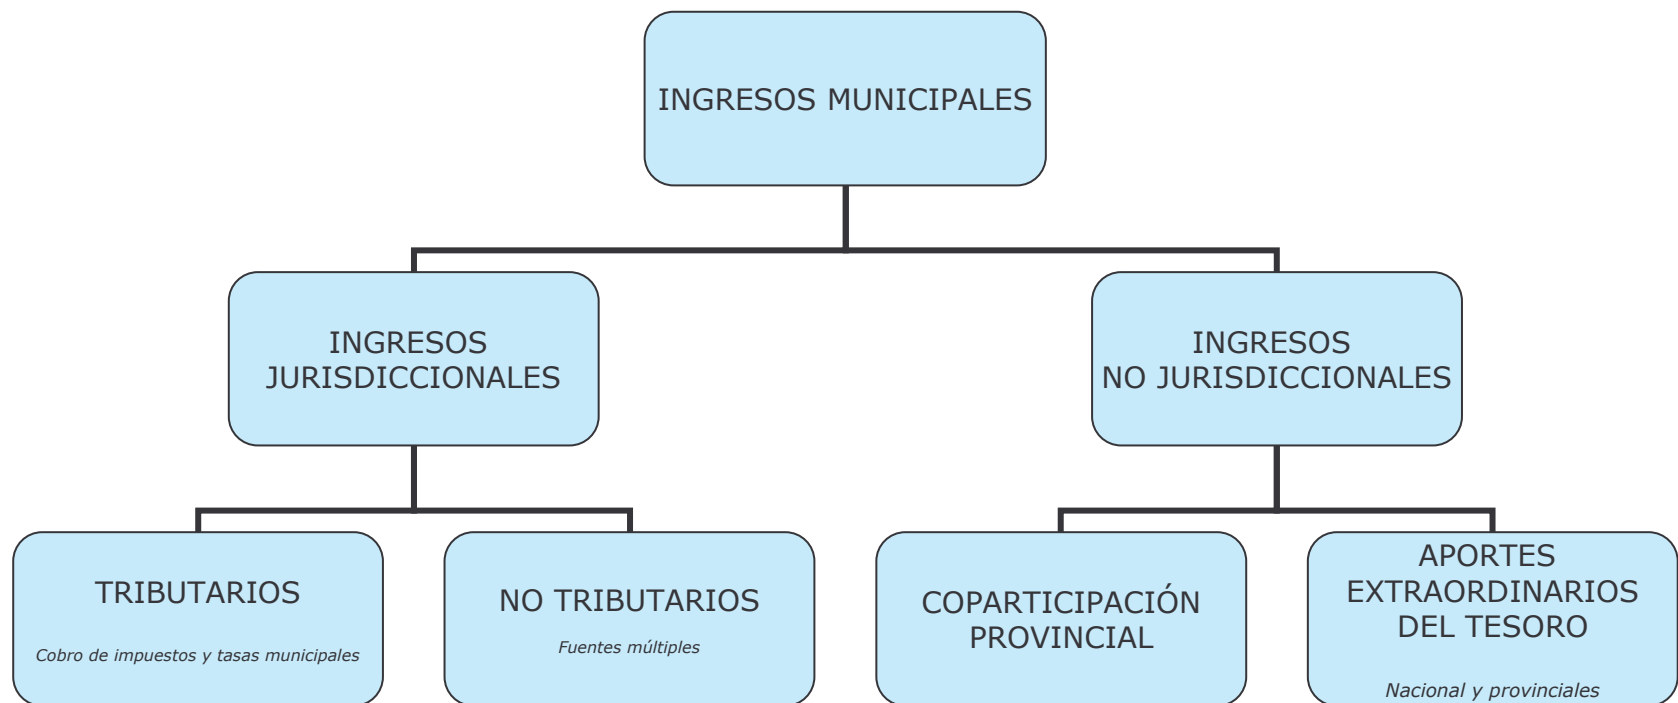 INGRESOS MUNICIPALES
INGRESOS
JURISDICCIONALES
INGRESOS
NO JURISDICCIONALES
TRIBUTARIOS
Cobro de impuestos y tasas municipales
NO TRIBUTARIOS
Fuentes múltiples
COPARTICIPACIÓN
PROVINCIAL
APORTES
EXTRAORDINARIOS
DEL TESORO
Nacional y provinciales